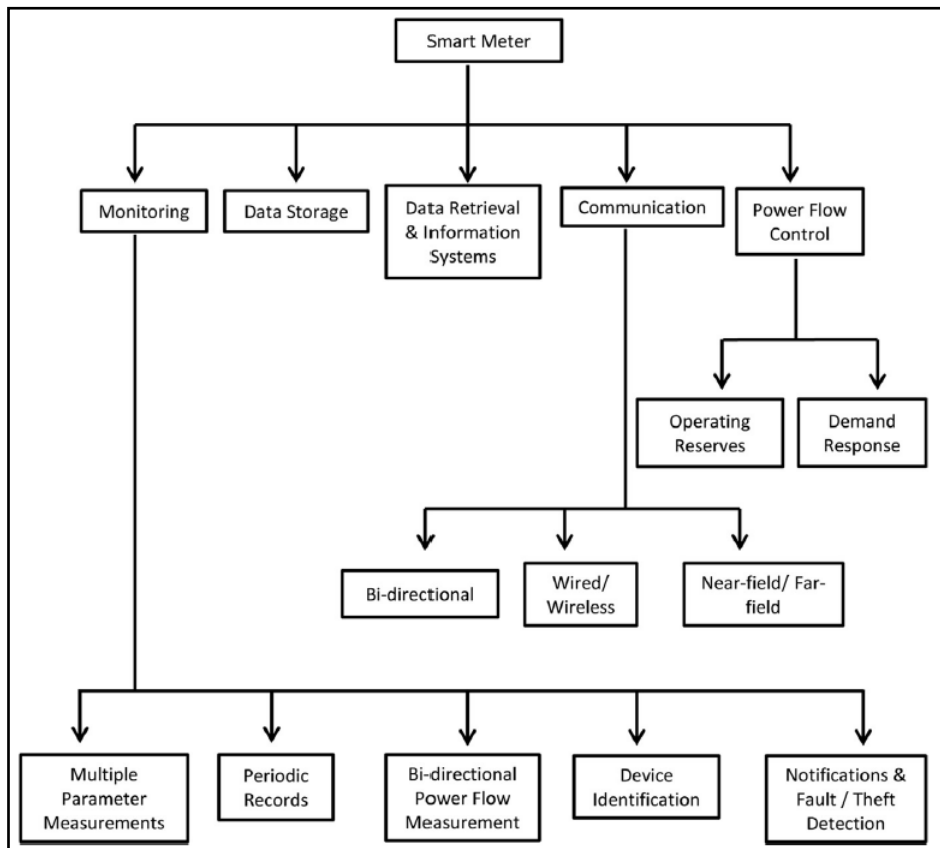 Smart Meter
Monitoring
Data Storage
Data Retrieval
& Information
Systems
Communication
Power Flow
Control
Operating
Reserves
Demand
Response
Bi-directional
Wired/
Wireless
Near-field/ Far-
field
Multiple
Parameter
Measurements
Periodic
Records
Bi-directional
Power Flow
Measurement
Device
Identification
Notifications &
Fault / Theft
Detection